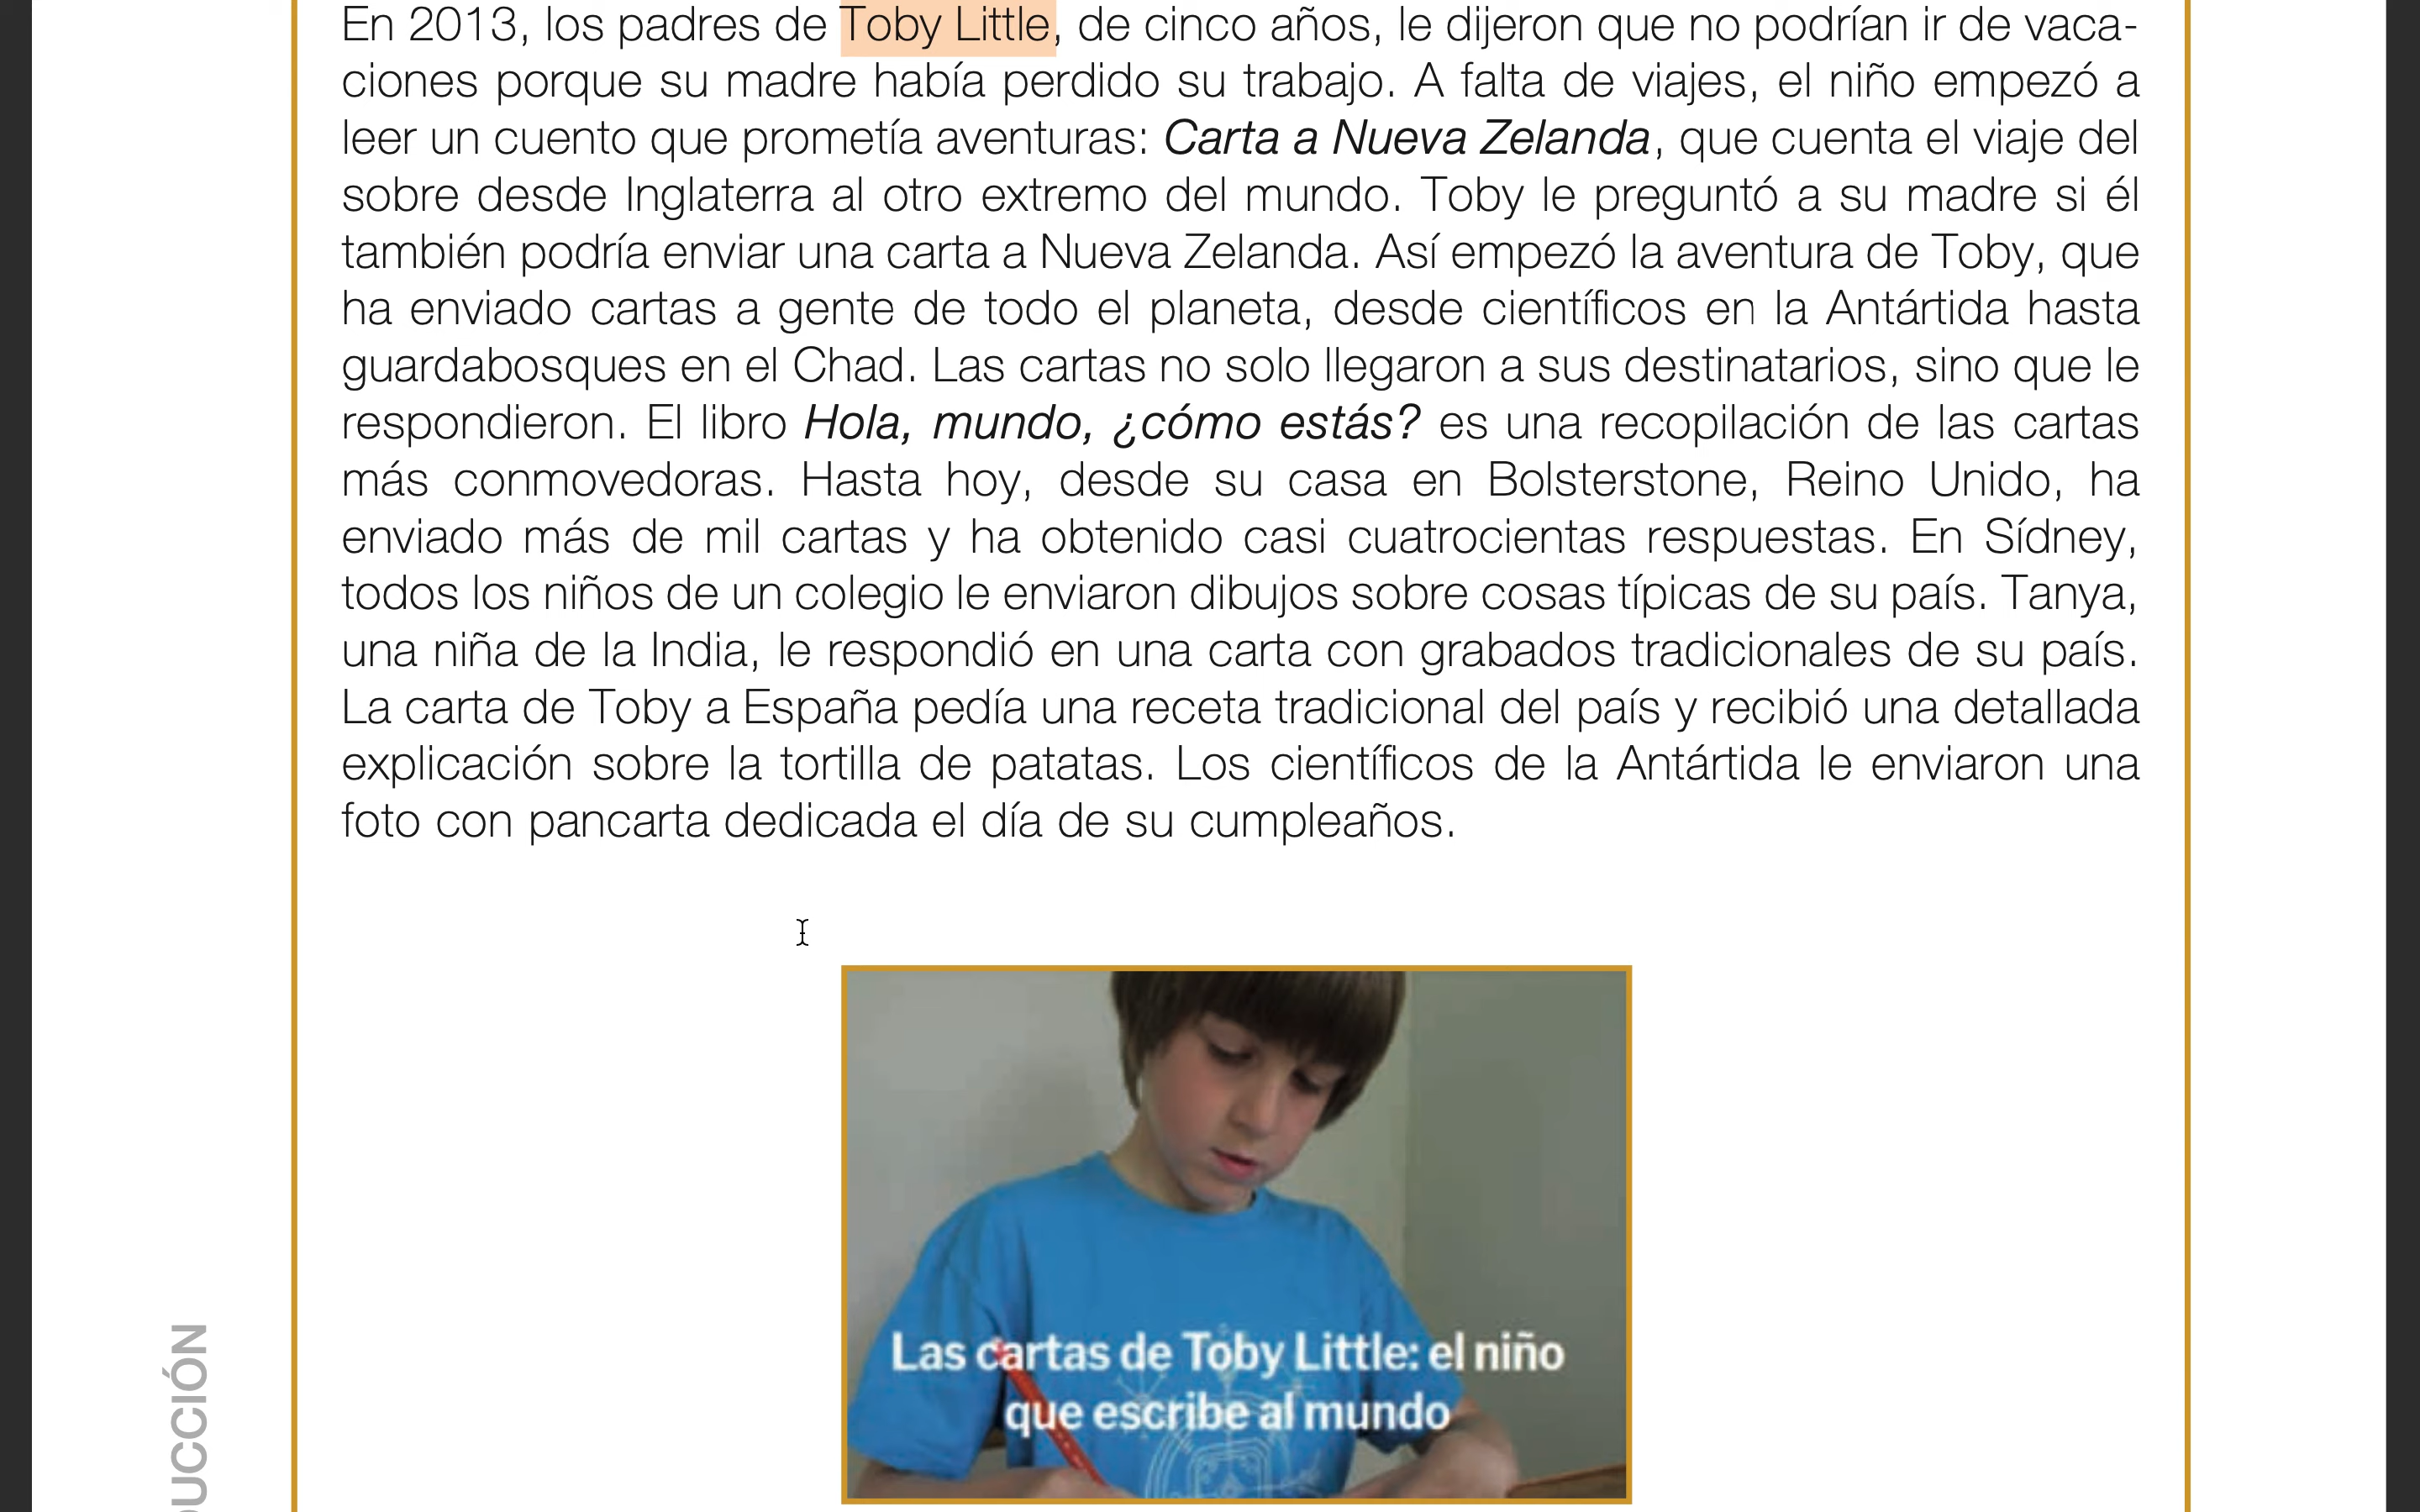 En 2013, los padres de Toby Little, de cinco años, le dijeron que no podrían ir de vaca-
ciones porque su madre había perdido su trabajo. A falta de viajes, el niño empezó a
leer un cuento que prometía aventuras: Carta a Nueva Zelanda, que cuenta el viaje del
sobre desde Inglaterra al otro extremo del mundo. Toby le preguntó a su madre si él
también podría enviar una carta a Nueva Zelanda. Así empezó la aventura de Toby, que
ha enviado cartas a gente de todo el planeta, desde científicos en la Antártida hasta
guardabosques en el Chad. Las cartas no solo llegaron a sus destinatarios, sino que le
respondieron. El libro Hola, mundo, ¿cómo estás? es una recopilación de las cartas
más conmovedoras. Hasta hoy, desde su casa en Bolsterstone, Reino Unido, ha
enviado más de mil cartas y ha obtenido casi cuatrocientas respuestas. En Sídney,
todos los niños de un colegio le enviaron dibujos sobre cosas típicas de su país. Tanya,
una niña de la India, le respondió en una carta con grabados tradicionales de su país.
La carta de Toby a España pedía una receta tradicional del país y recibió una detallada
explicación sobre la tortilla de patatas. Los científicos de la Antártida le enviaron una
foto con pancarta dedicada el día de su cumpleaños.
Las cartas de Toby Little: el niño
que escribe al mundo